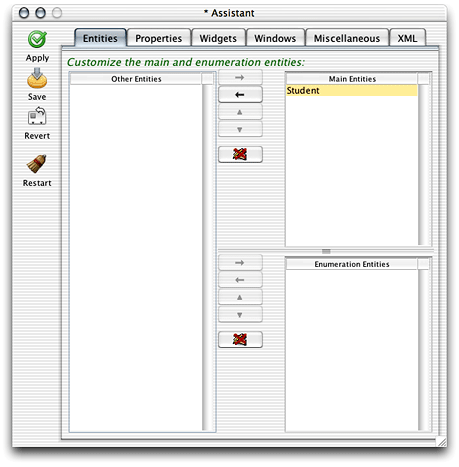 * Assistant
Entities Properties Widgets Windows Miscellaneous XML
Apply
Save
Revert
Restart
Customize the main and enumeration entities:
Other Entities
Main Entities
Student
Enumeration Entities